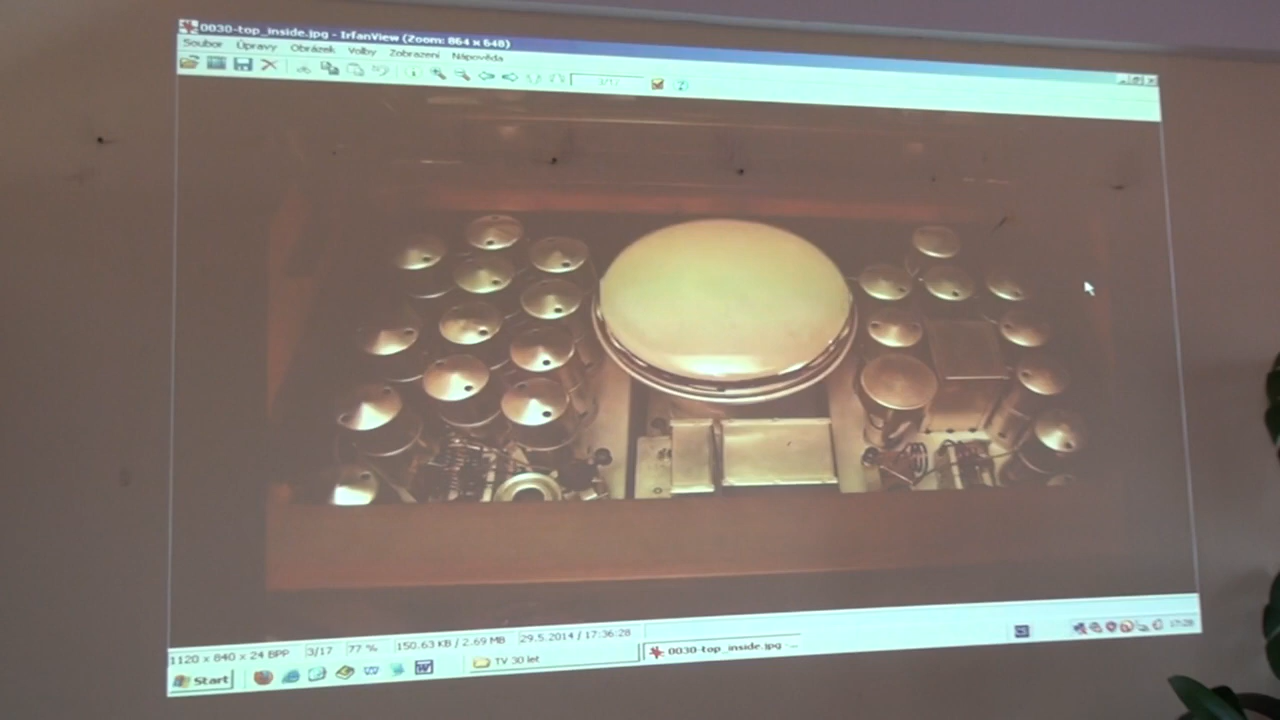 0030-top_inside.jpg - IrfanView (Zoom: 864 x 648)
Soubor Úpravy Obrázek Volby Zobrazení Nápověda
1120 x 840 x 24 BPP 3/17 77 % 150.63 KB / 2.69 MB 29.5.2014 / 17:36:28
Start TV 30 let 0030-top_inside.jpg - ...